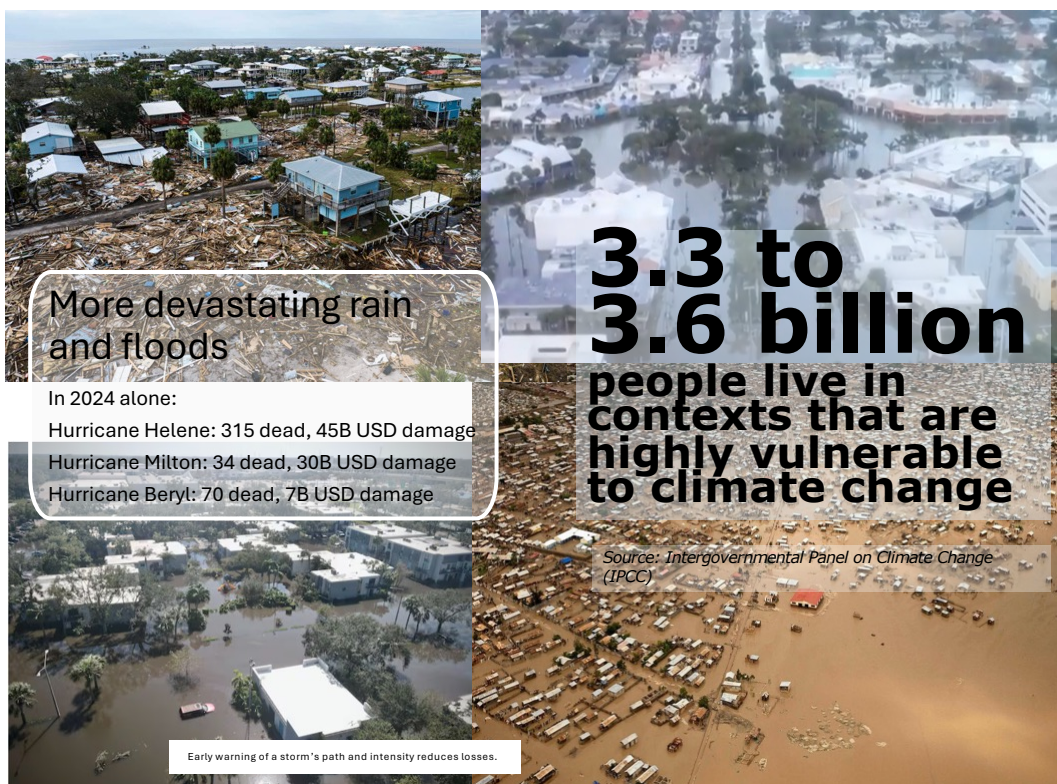 More devastating rain
and floods
In 2024 alone:
Hurricane Helene: 315 dead, 45B USD damage
Hurricane Milton: 34 dead, 30B USD damage
Hurricane Beryl: 70 dead, 7B USD damage
3.3 to
3.6 billion
people live in
contexts that are
highly vulnerable
to climate change
Source: Intergovernmental Panel on Climate Change
(IPCC)
Early warning of a storm's path and intensity reduces losses.